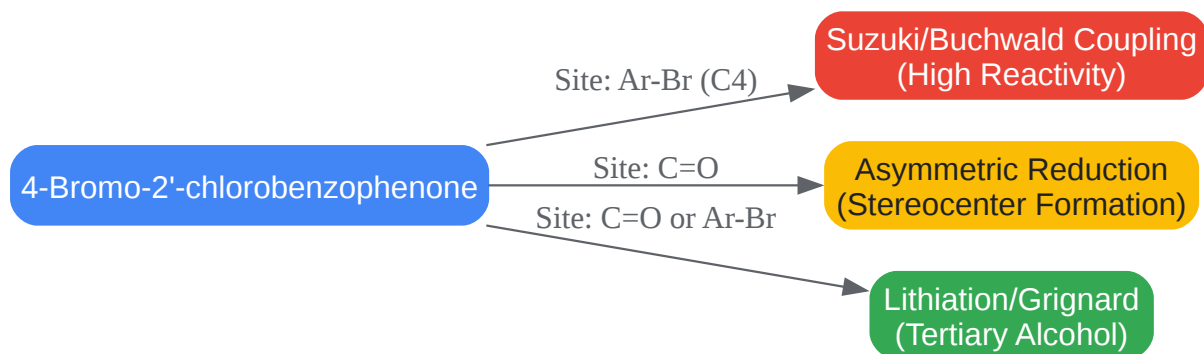 Suzuki/Buchwald Coupling
(High Reactivity)
Site: Ar-Br (C4)
4-Bromo-2'-chlorobenzophenone
Site: C=O
Asymmetric Reduction
(Stereocenter Formation)
Site: C=O or Ar-Br
Lithiation/Grignard
(Tertiary Alcohol)